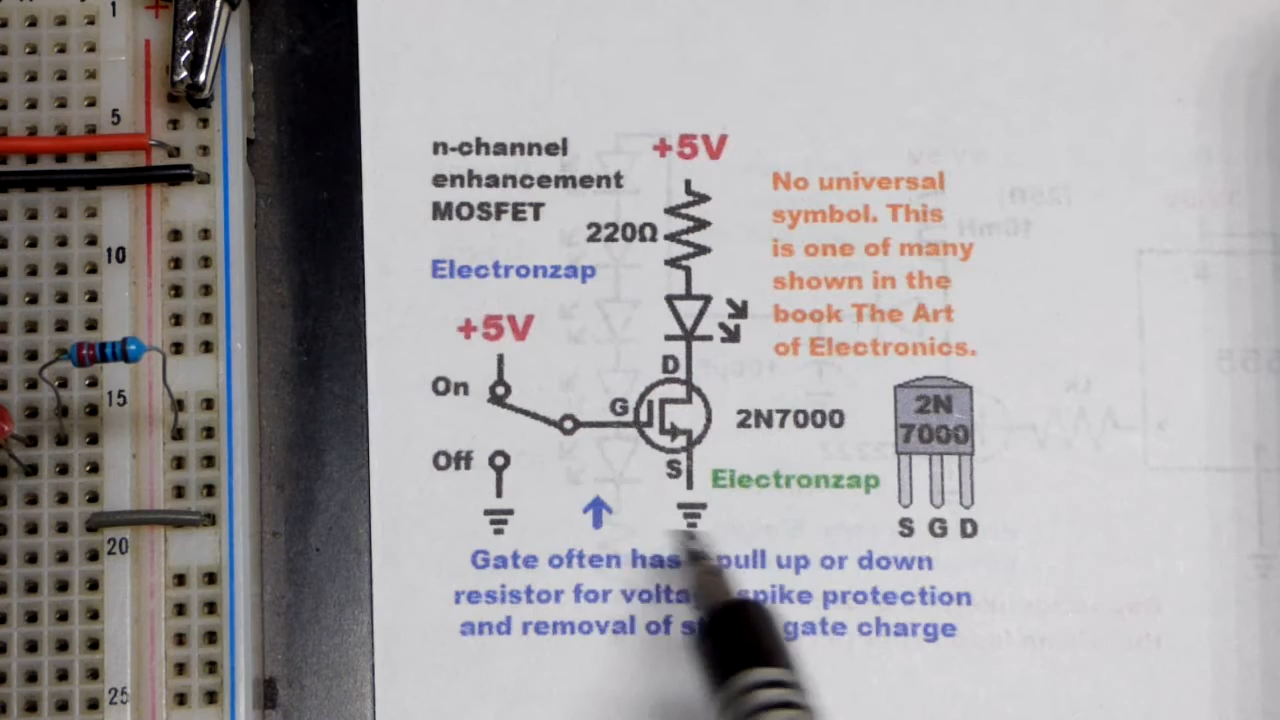 1
5
10
15
20
25
+
n-channel
enhancement
MOSFET
Electronzap
+5V
220Ω
No universal
symbol. This
is one of many
shown in the
book The Art
of Electronics.
+5V
On
Off
D
G
S
2N7000
Electronzap
2N
7000
S G D
Gate often has pull up or down
resistor for spike protection
and removal of gate charge